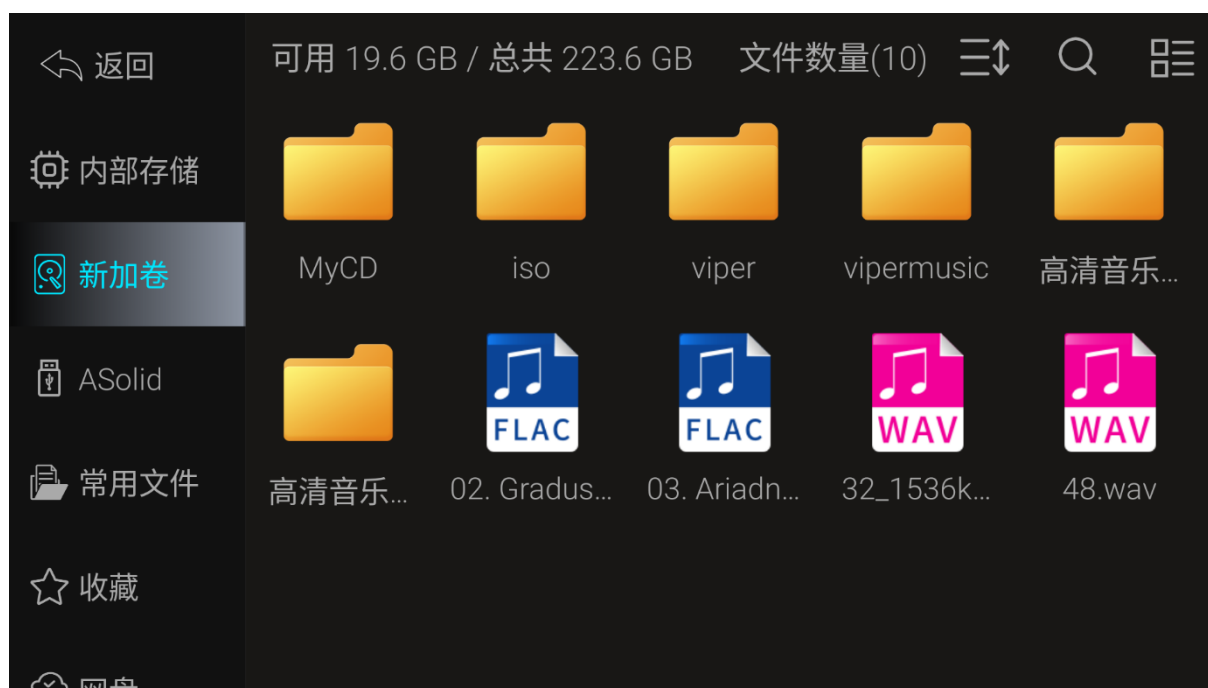 返回
可用 19.6 GB / 总共 223.6 GB 文件数量(10)
内部存储
新加卷
ASolid
常用文件
收藏
网盘
MyCD iso viper vipermusic 高清音乐...
FLAC FLAC WAV WAV
高清音乐... 02. Gradus... 03. Ariadn... 32_1536k... 48.wav